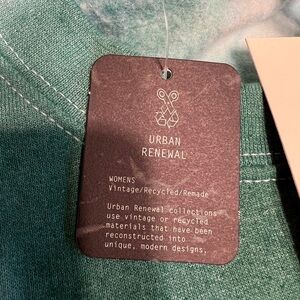 URBAN
RENEWAL
WOMENS
Vintage/Recycled/Remade
Urban Renewal collections
use vintage or recycled
materials that have been
reconstructed into
unique, modern designs.